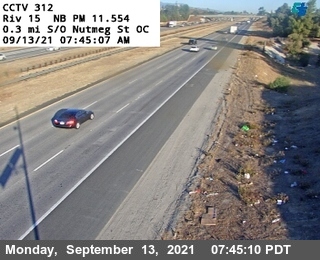 CCTV 312
Riv 15 NB PM 11.554
0.3 mi S/O Nutmeg St OC
09/13/21 07:45:07 AM
Monday, September 13, 2021 07:45:10 PDT